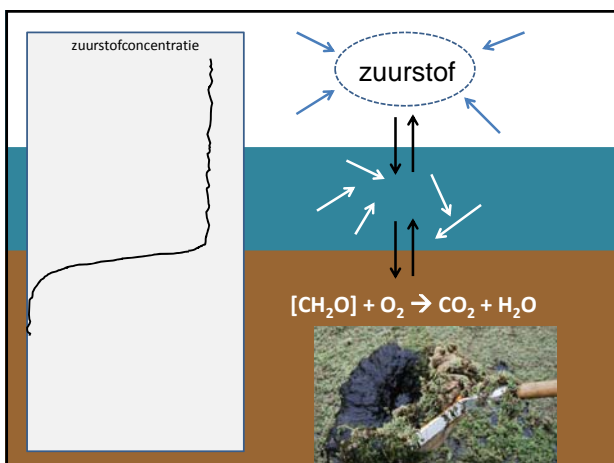 zuurstofconcentratie
zuurstof
[CH₂O] + O₂ → CO₂ + H₂O